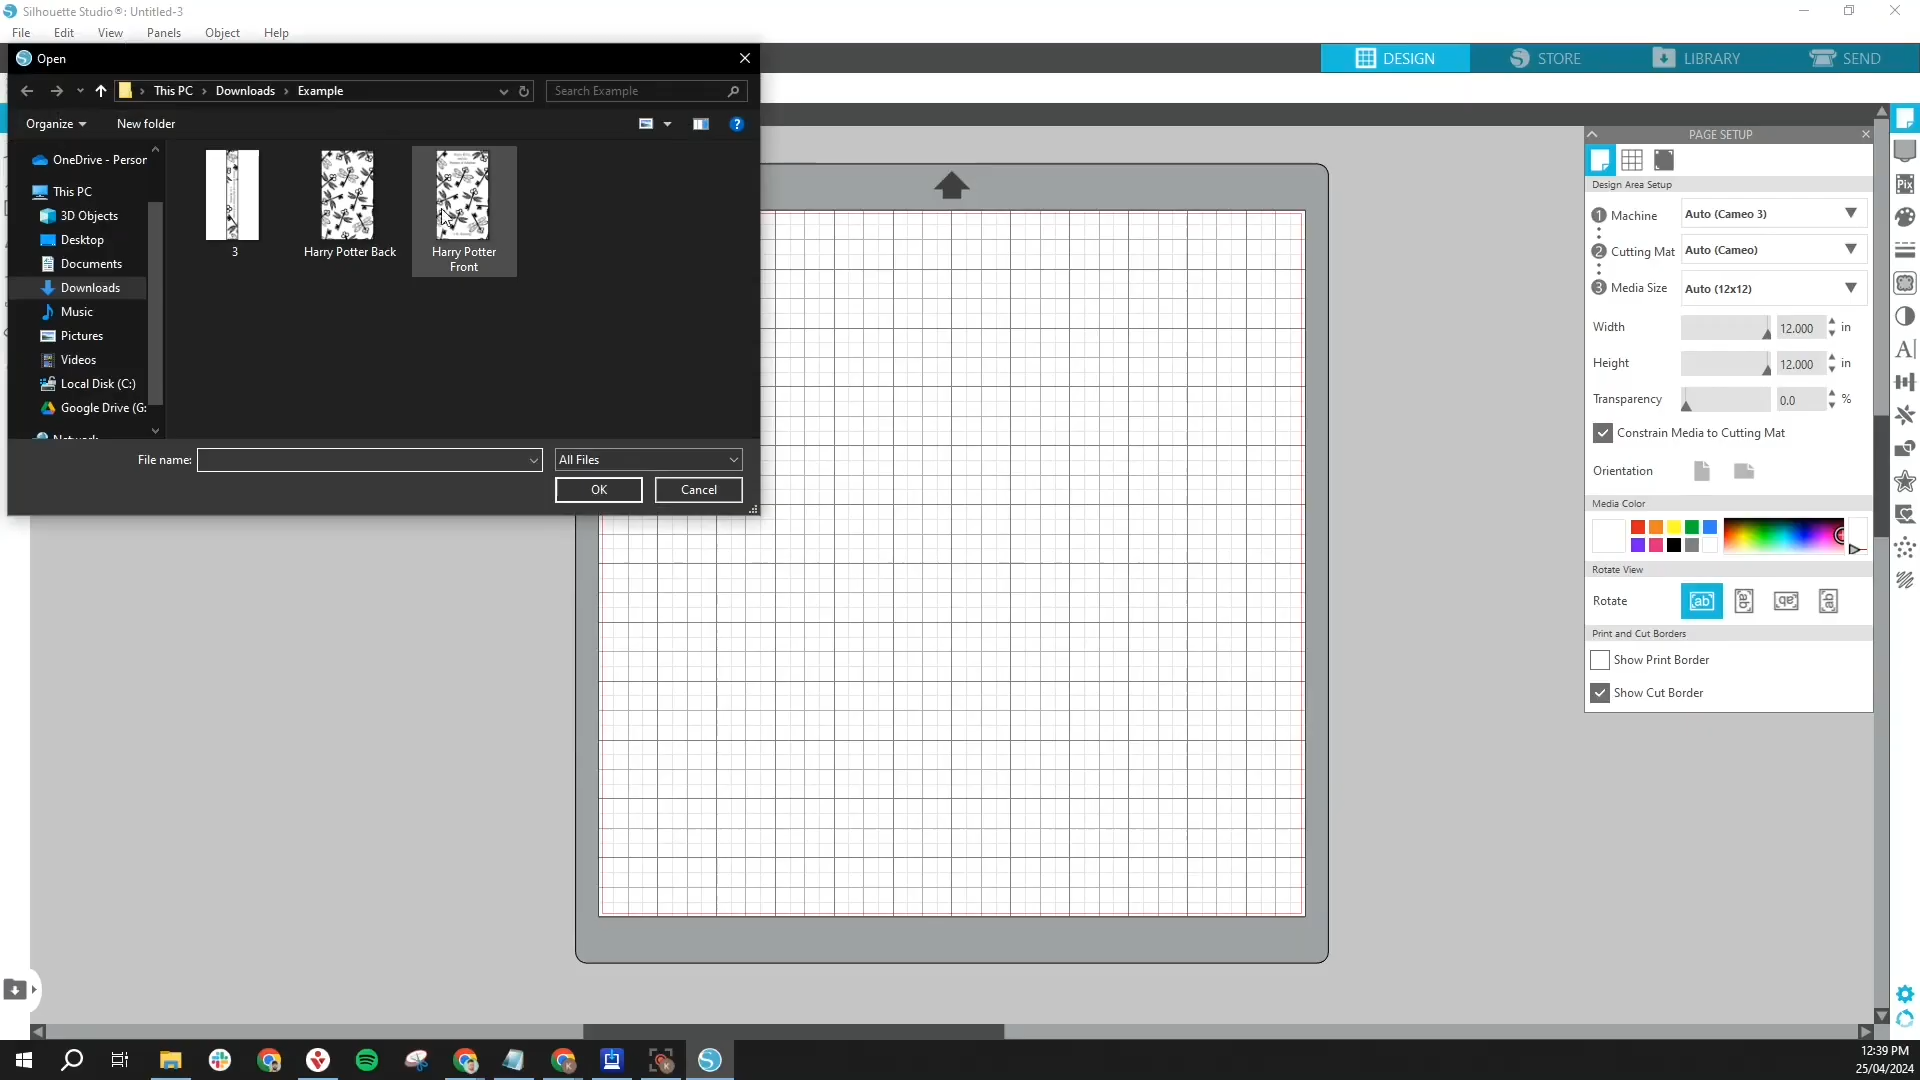 Silhouette Studio®: Untitled-3
File Edit View Panels Object Help
Open
DESIGN STORE LIBRARY SEND
This PC Downloads Example
Search Example
Organize New folder
OneDrive - Person
This PC
3D Objects
Desktop
Documents
Downloads
Music
Pictures
Videos
Local Disk (C:)
Google Drive (G:
3
Harry Potter Back
Harry Potter
Front
File name:
All Files
OK Cancel
PAGE SETUP
Design Area Setup
1 Machine Auto (Cameo 3)
2 Cutting Mat Auto (Cameo)
3 Media Size Auto (12x12)
Width 12.000 in
Height 12.000 in
Transparency 0.0 %
Constrain Media to Cutting Mat
Orientation
Media Color
Rotate View
Rotate ab ab ab ab
Print and Cut Borders
Show Print Border
Show Cut Border
Pix
A
12:39 PM
25/04/2024